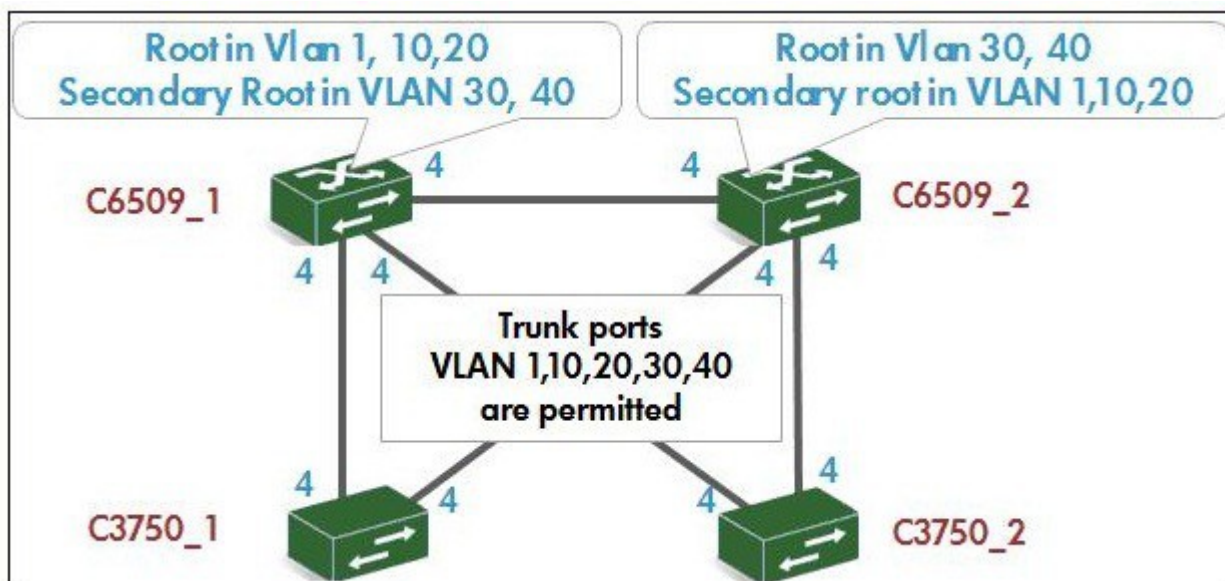 Root in Vlan 1, 10,20
Secondary Root in VLAN 30, 40
Root in Vlan 30, 40
Secondary root in VLAN 1,10,20
4
4
C6509_1
C6509_2
4
4
4
4
Trunk ports
VLAN 1,10,20,30,40
are permitted
4
4
4
4
C3750_1
C3750_2